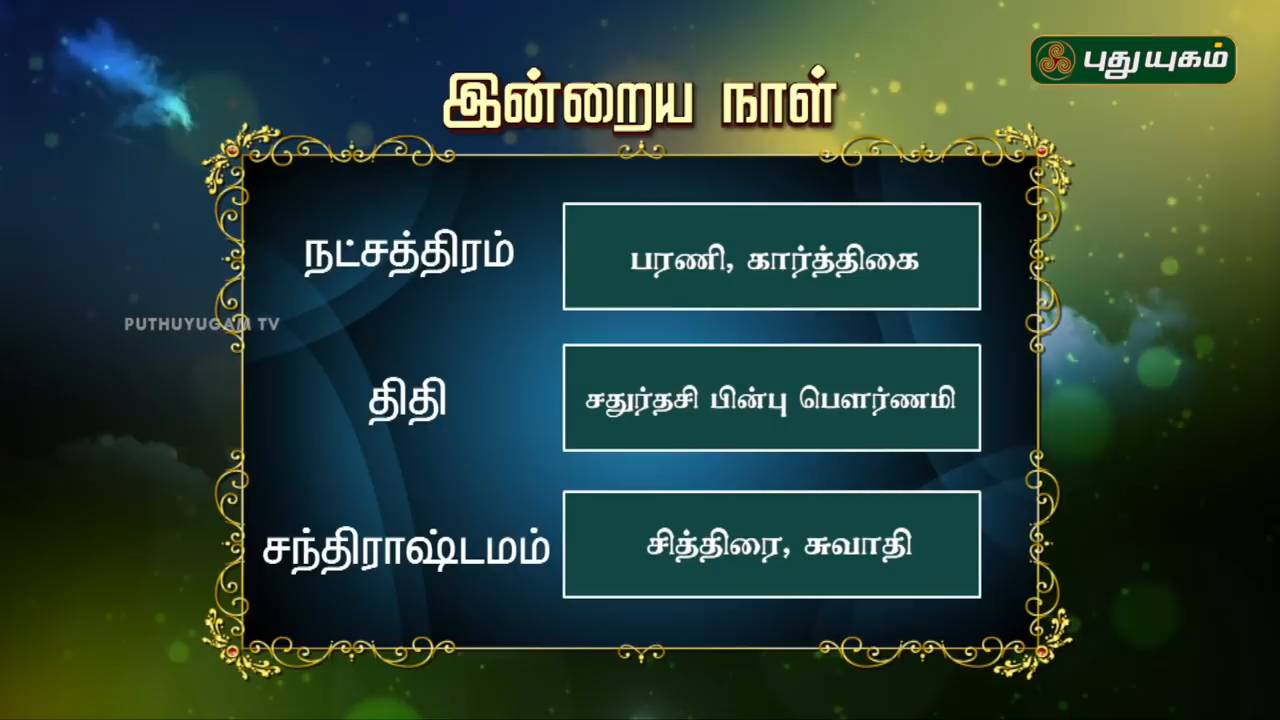 புதுயுகம்
இன்றைய நாள்
நட்சத்திரம்
பரணி, கார்த்திகை
PUTHUYUGAM TV
திதி
சதுர்தசி பின்பு பௌர்ணமி
சந்திராஷ்டமம்
சித்திரை, சுவாதி